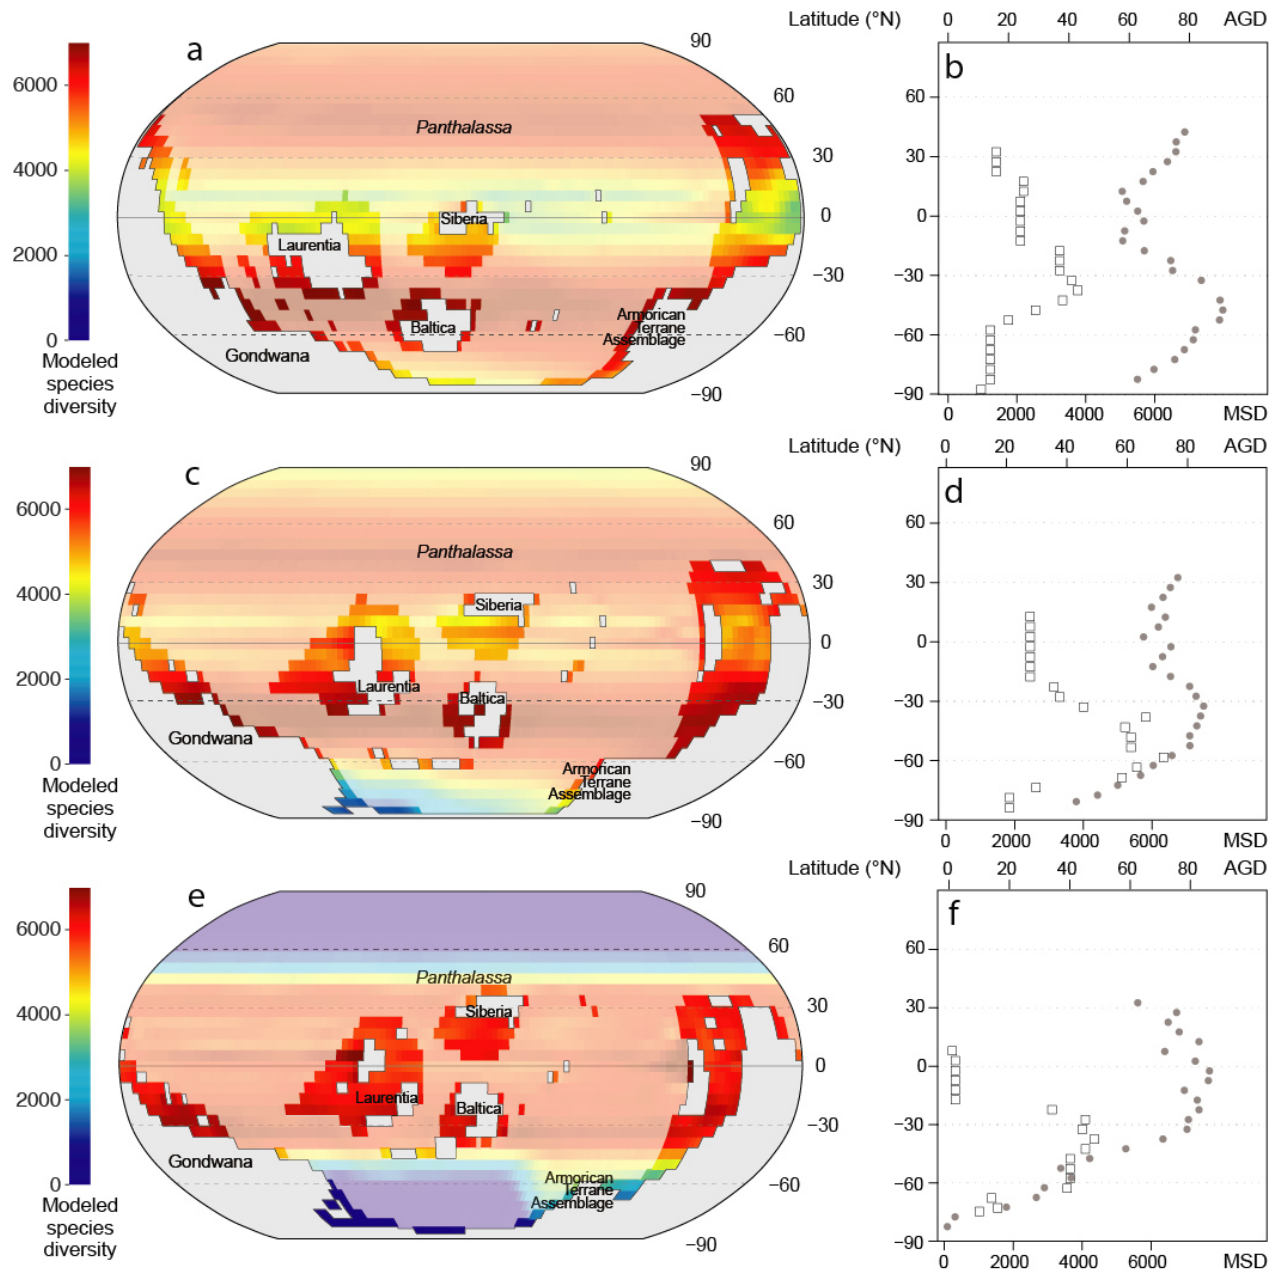 Latitude (°N) 0 20 40 60 80 AGD
a 90 b
6000
60 60
Panthalassa
4000 30 30
Siberia 0 0
Laurentia
2000 −30 −30
Armorican
Baltica Terrane
0 −60 −60
Assemblage
Modeled Gondwana
species
diversity −90 −90
0 2000 4000 6000 MSD
Latitude (°N) 0 20 40 60 80 AGD
c 90 d
6000 60 60
Panthalassa
4000 30 30
Siberia
0 0
2000 Laurentia
Baltica −30 −30
Gondwana
0 −60 −60
Armorican
Modeled Terrane
species Assemblage
diversity −90 −90
0 2000 4000 6000 MSD
Latitude (°N) 0 20 40 60 80 AGD
e 90 f
6000 60 60
Panthalassa
4000 Siberia 30 30
0 0
2000 Laurentia Baltica
−30 −30
Gondwana
0 Armorican −60 −60
Modeled Terrane
species Assemblage
diversity −90 −90
0 2000 4000 6000 MSD